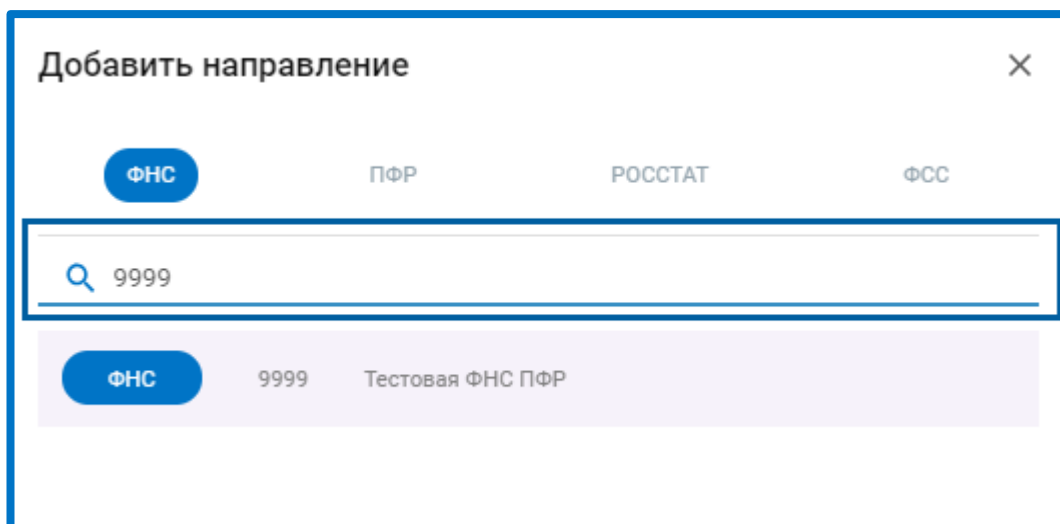 Добавить направление
ФНС ПФР РОССТАТ ФСС
9999
ФНС 9999 Тестовая ФНС ПФР